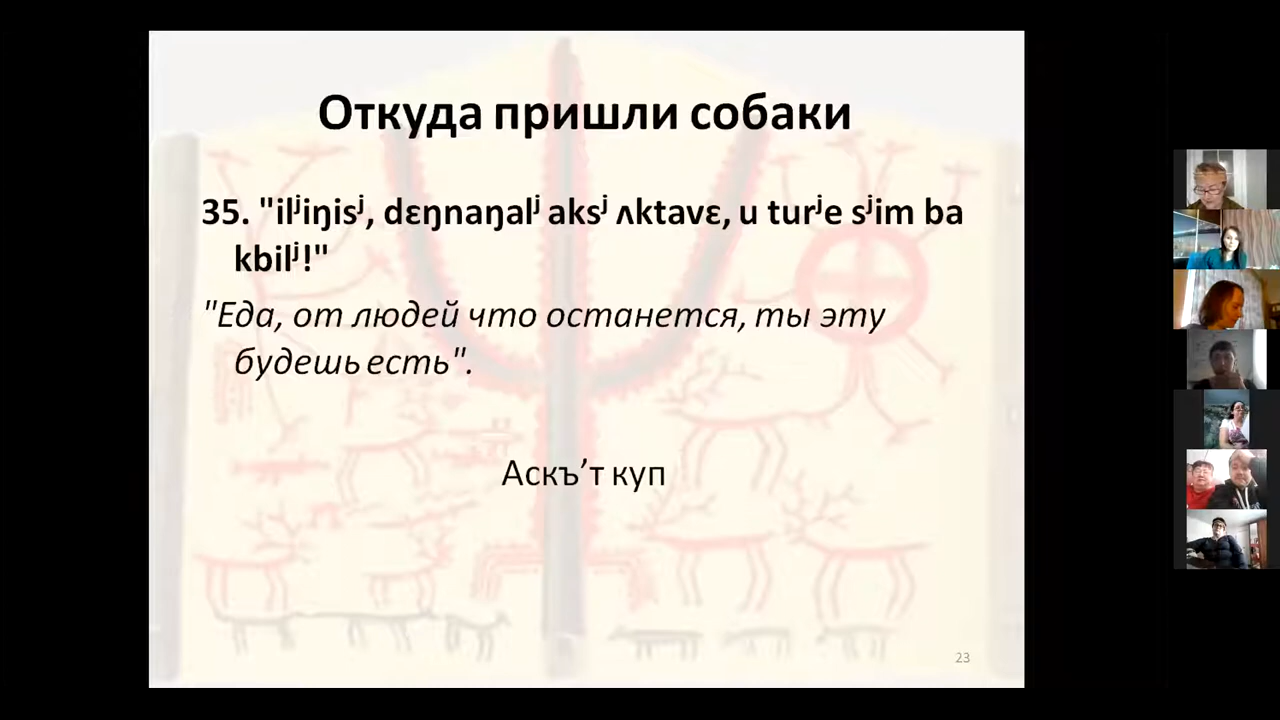 Откуда пришли собаки
35. "ilʲiŋisʲ, dɛŋnaŋalʲ aksʲ ʌktavɛ, u turʲe sʲim ba
kbilʲ!"
"Еда, от людей что останется, ты эту
будешь есть".
Аскъ’т куп
23